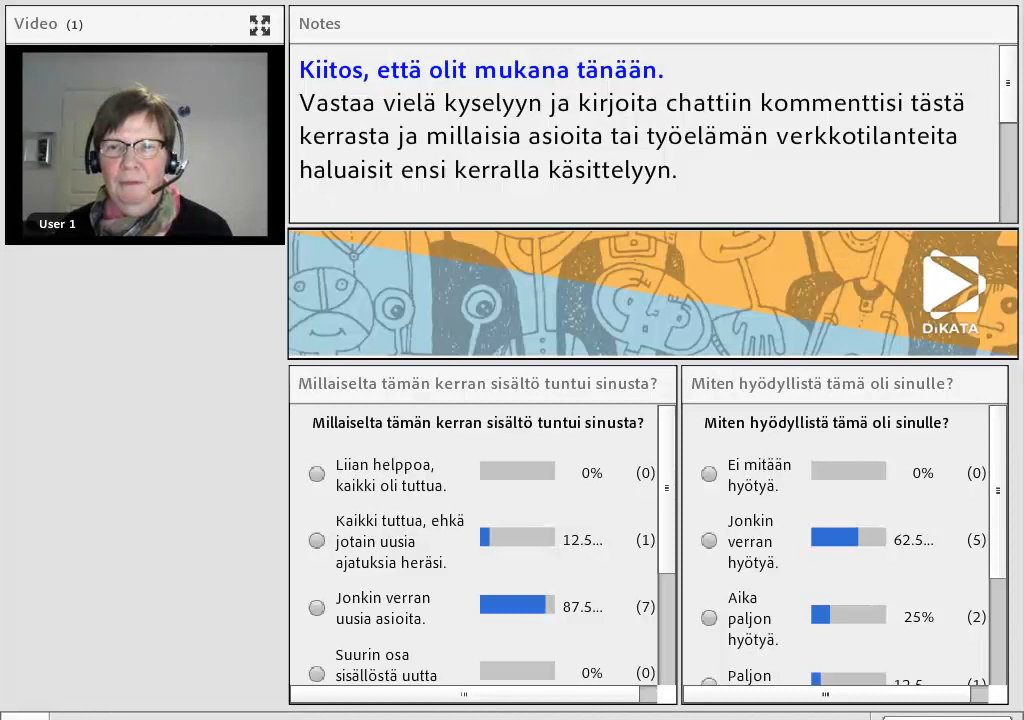 Video (1)
User 1
Notes
Kiitos, että olit mukana tänään.
Vastaa vielä kyselyyn ja kirjoita chattiin kommenttisi tästä
kerrasta ja millaisia asioita tai työelämän verkkotilanteita
haluaisit ensi kerralla käsittelyyn.
DiKATA
Millaiselta tämän kerran sisältö tuntui sinusta?
Millaiselta tämän kerran sisältö tuntui sinusta?
Liian helppoa,
kaikki oli tuttua.
0% (0)
Kaikki tuttua, ehkä
jotain uusia
ajatuksia heräsi.
12.5... (1)
Jonkin verran
uusia asioita.
87.5... (7)
Suurin osa
sisällöstä uutta
0% (0)
Miten hyödyllistä tämä oli sinulle?
Miten hyödyllistä tämä oli sinulle?
Ei mitään
hyötyä.
0% (0)
Jonkin
verran
hyötyä.
62.5... (5)
Aika
paljon
hyötyä.
25% (2)
Paljon
12.5... (1)